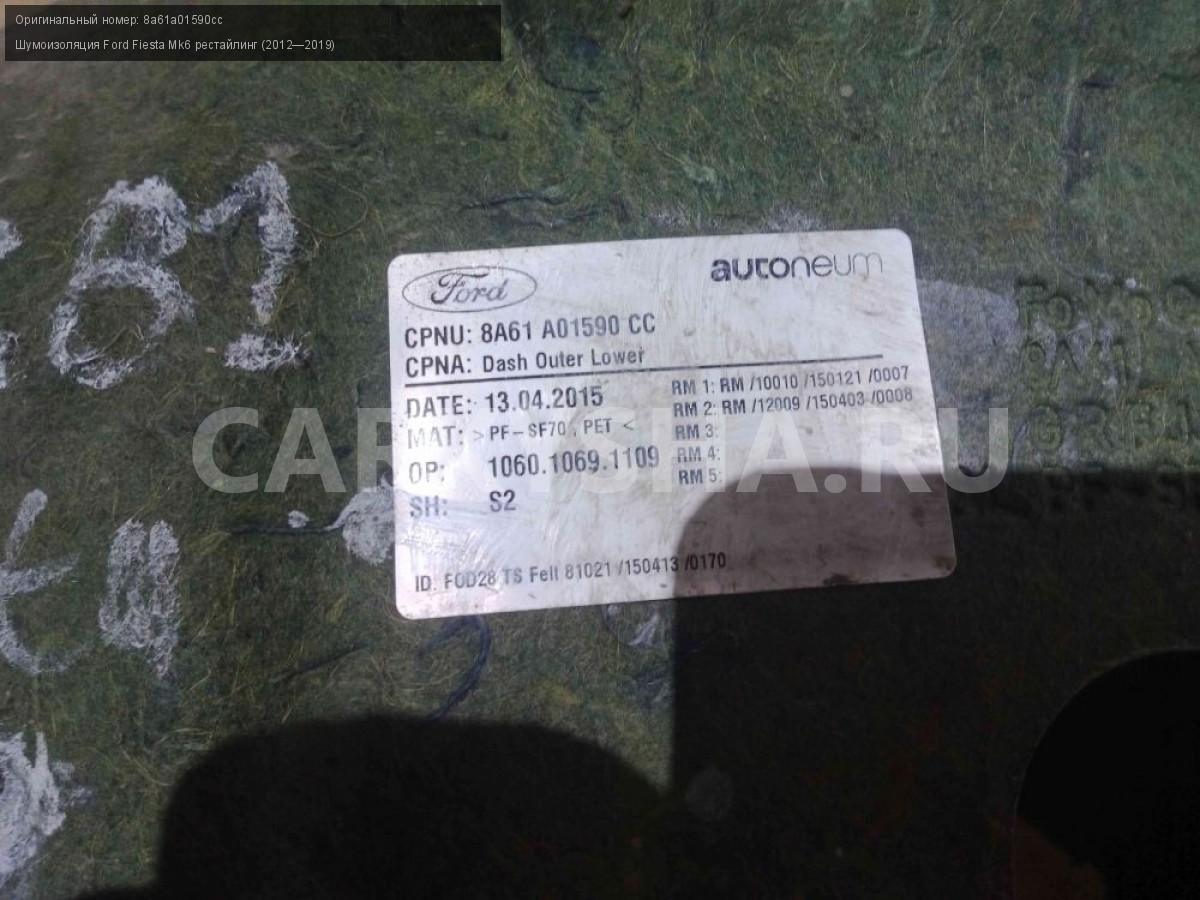 Оригинальный номер: 8a61a01590cc
Шумоизоляция Ford Fiesta Mk6 рестайлинг (2012—2019)
81
Ford
autoneum
CPNU: 8A61 A01590 CC
CPNA: Dash Outer Lower
DATE: 13.04.2015
RM 1: RM /10010 /150121 /0007
RM 2: RM /12009 /150403 /0008
MAT: > PF-SF70 , PET <
RM 3:
OP: 1060.1069.1109
RM 4:
RM 5:
SH: S2
ID: FOD28 TS Felt 81021 /150413 /0170